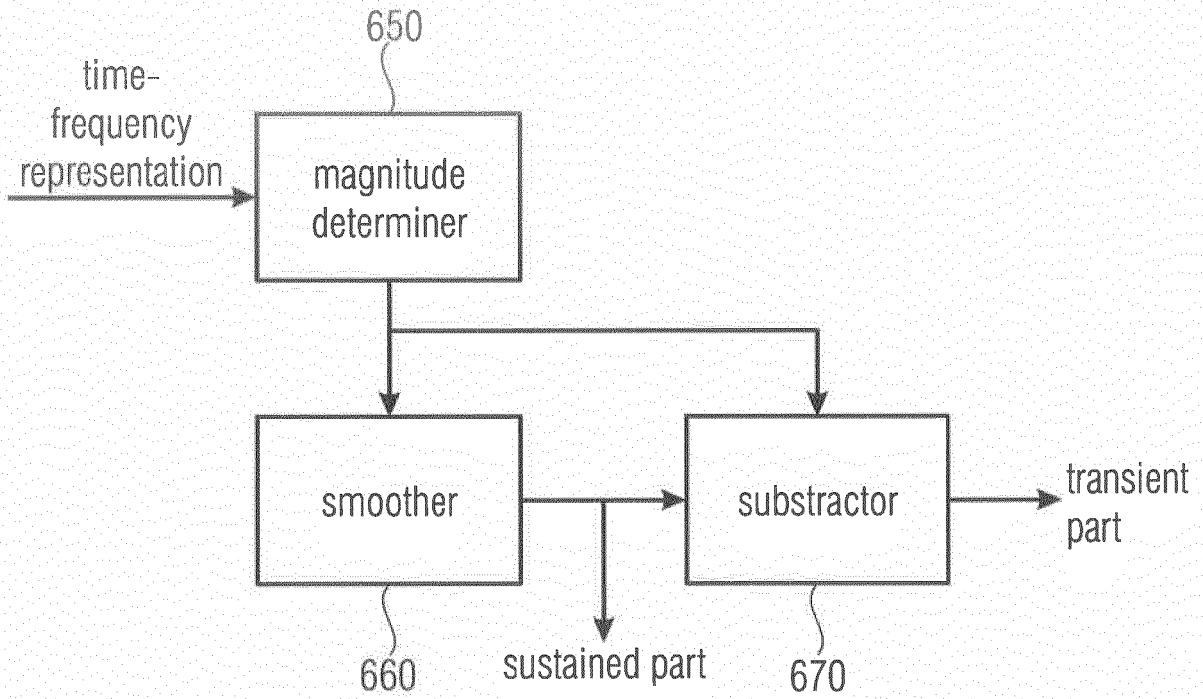 650
time-
frequency
representation
magnitude
determiner
smoother
substractor
transient
part
660
sustained part
670